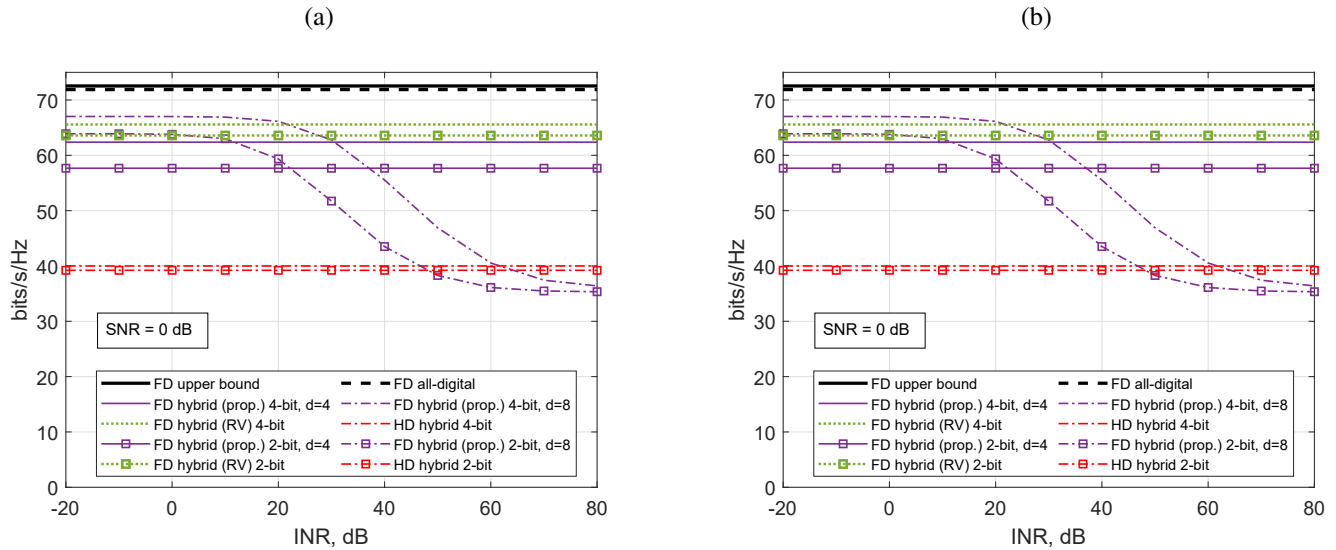 (a)
70
60
50
40
30
20
10
0
bits/s/Hz
SNR = 0 dB
FD upper bound
FD all-digital
FD hybrid (prop.) 4-bit, d=4
FD hybrid (prop.) 4-bit, d=8
FD hybrid (RV) 4-bit
HD hybrid 4-bit
FD hybrid (prop.) 2-bit, d=4
FD hybrid (prop.) 2-bit, d=8
FD hybrid (RV) 2-bit
HD hybrid 2-bit
-20 0 20 40 60 80
INR, dB
(b)
70
60
50
40
30
20
10
0
bits/s/Hz
SNR = 0 dB
FD upper bound
FD all-digital
FD hybrid (prop.) 4-bit, d=4
FD hybrid (prop.) 4-bit, d=8
FD hybrid (RV) 4-bit
HD hybrid 4-bit
FD hybrid (prop.) 2-bit, d=4
FD hybrid (prop.) 2-bit, d=8
FD hybrid (RV) 2-bit
HD hybrid 2-bit
-20 0 20 40 60 80
INR, dB